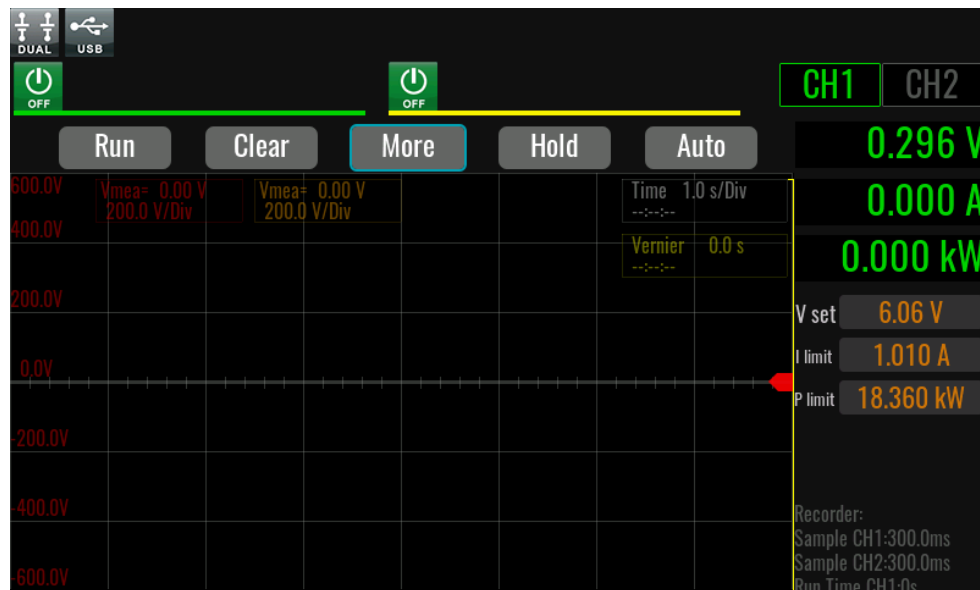 DUAL USB
OFF OFF CH1 CH2
Run Clear More Hold Auto
0.296 V
600.0V Vmea= 0.00 V Vmea= 0.00 V Time 1.0 s/Div
200.0 V/Div 200.0 V/Div --:--:--
0.000 A
400.0V
Vernier 0.0 s
--:--:--
0.000 kW
200.0V
V set 6.06 V
I limit 1.010 A
0.0V
P limit 18.360 kW
-200.0V
-400.0V
Recorder:
Sample CH1:300.0ms
Sample CH2:300.0ms
-600.0V
Run Time CH1:0s